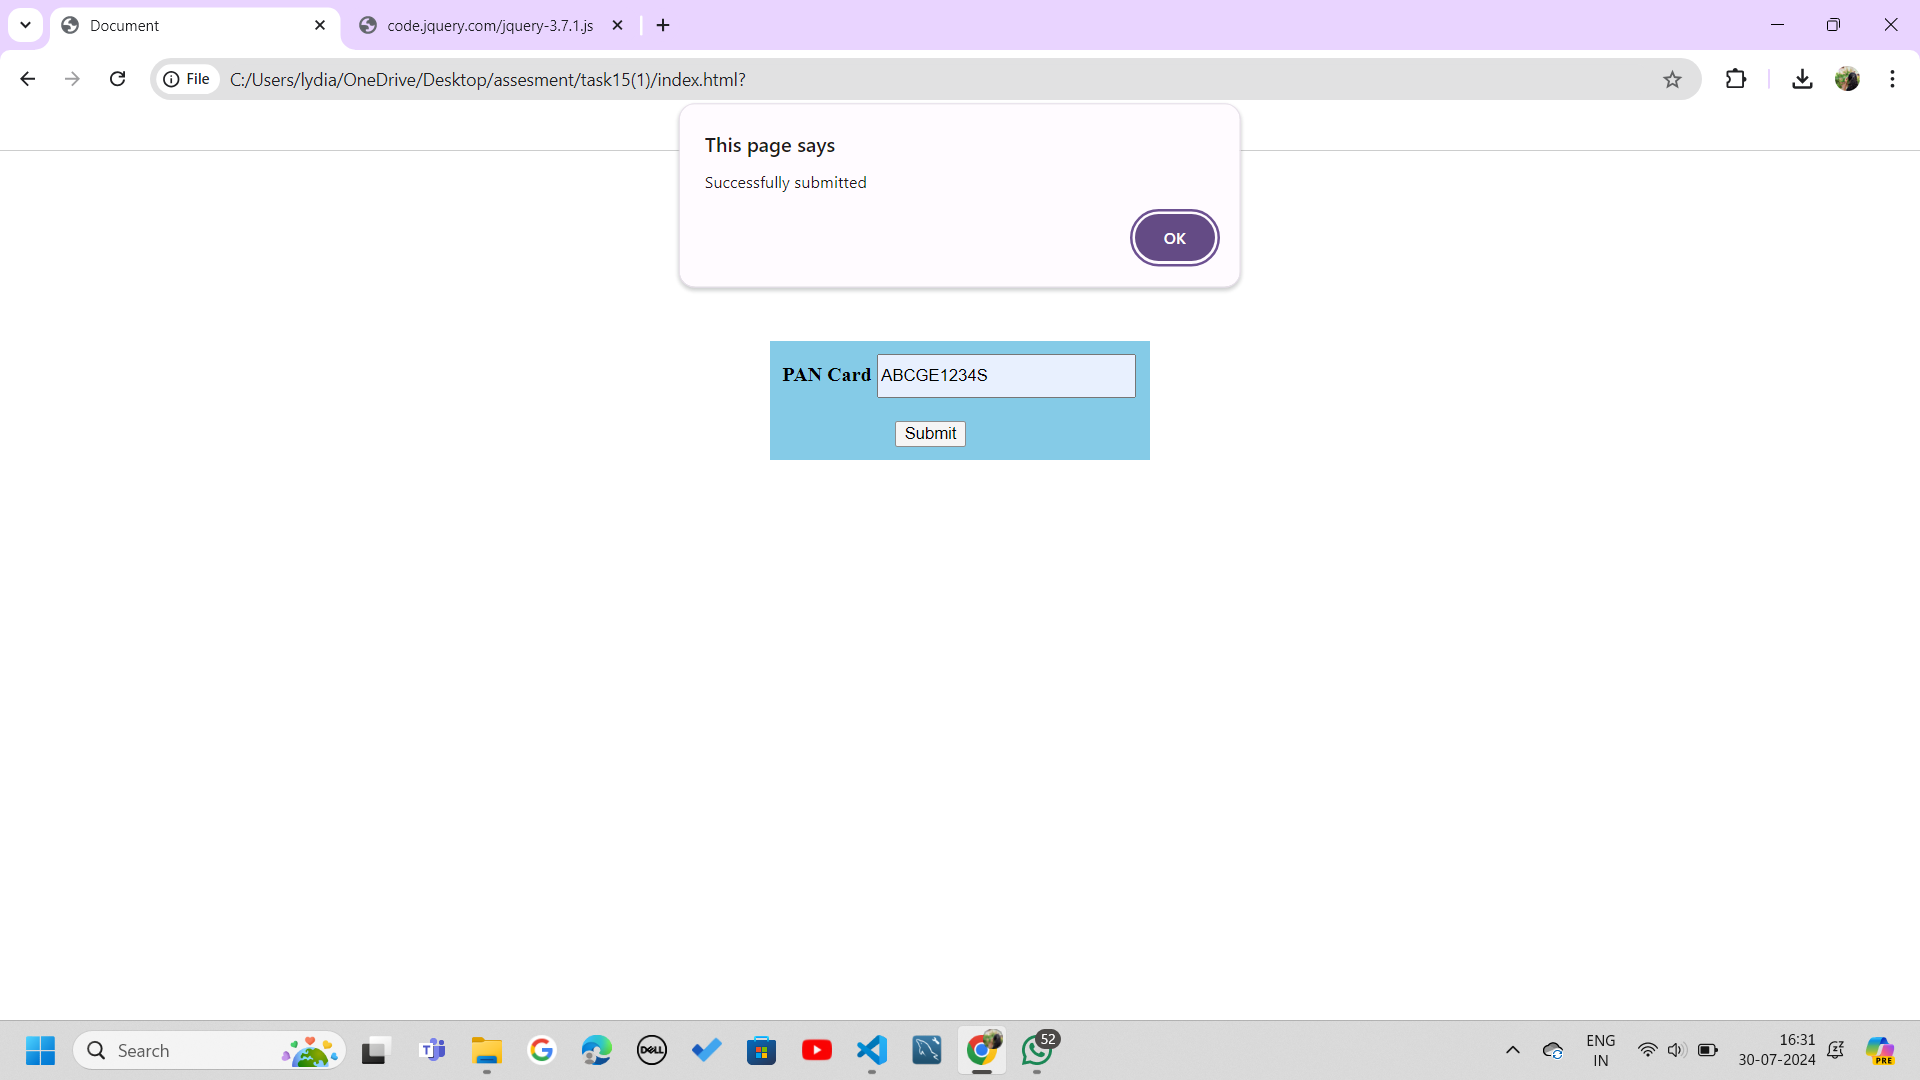 Document
code.jquery.com/jquery-3.7.1.js
File
C:/Users/lydia/OneDrive/Desktop/assesment/task15(1)/index.html?
This page says
Successfully submitted
OK
PAN Card ABCGE1234S
Submit
Search
DELL
52
ENG
IN
16:31
30-07-2024
PRE